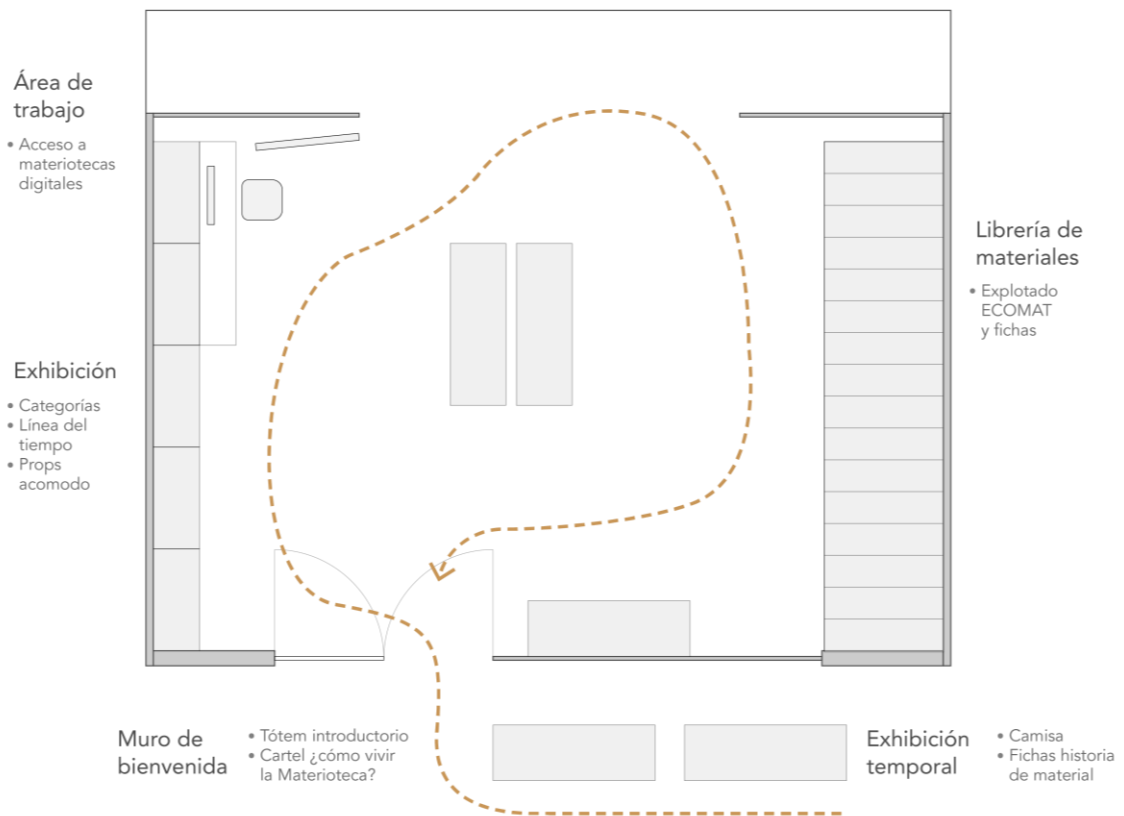 Área de
trabajo
• Acceso a
materiotecas
digitales
Exhibición
• Categorías
• Línea del
tiempo
• Props
acomodo
Librería de
materiales
• Explotado
ECOMAT
y fichas
Muro de
bienvenida
• Tótem introductorio
• Cartel ¿cómo vivir
la Materioteca?
Exhibición
temporal
• Camisa
• Fichas historia
de material